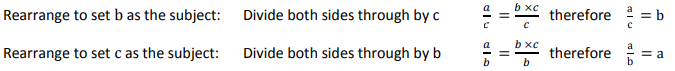 Rearrange to set b as the subject: Divide both sides through by c a/c = b ×c/c therefore a/c = b
Rearrange to set c as the subject: Divide both sides through by b a/b = b ×c/b therefore a/b = a